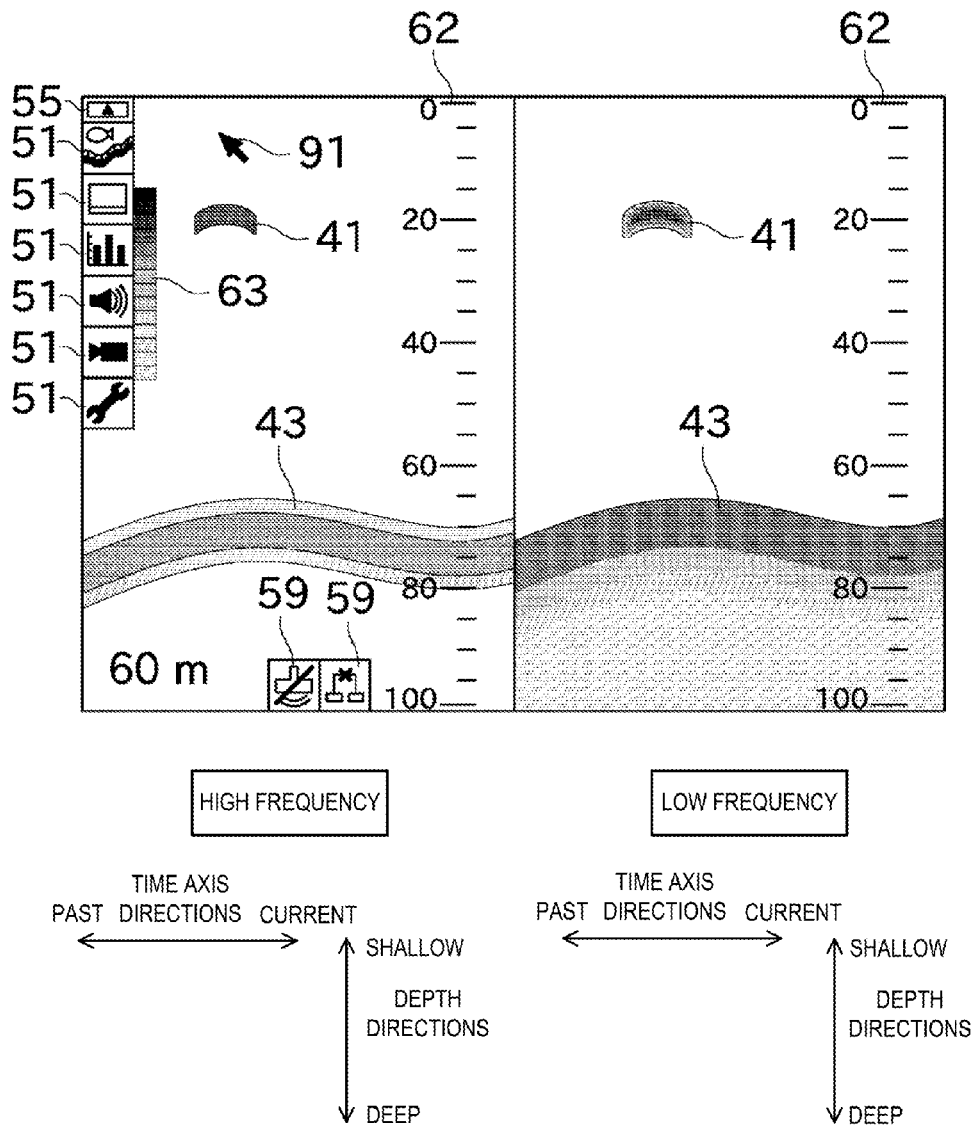 62 62
55 0 0
51
91
51
41 20 20 41
51
63
51
40 40
51
51
43 43
60 60
80 80
59 59
60 m
100 100
HIGH FREQUENCY LOW FREQUENCY
TIME AXIS TIME AXIS
PAST DIRECTIONS CURRENT PAST DIRECTIONS CURRENT
SHALLOW SHALLOW
DEPTH DEPTH
DIRECTIONS DIRECTIONS
DEEP DEEP